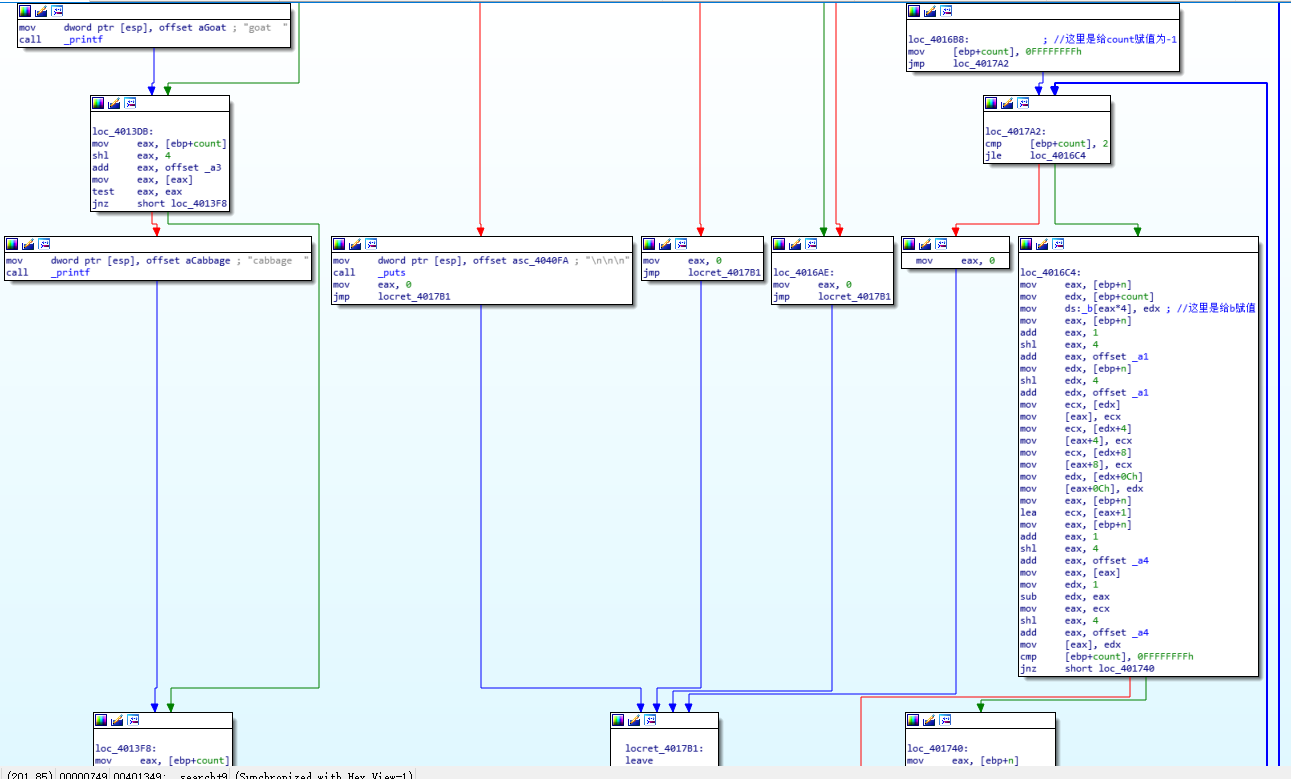 mov dword ptr [esp], offset aGoat ; "goat "
call _printf
loc_4016B8: ; //这里是给count赋值为-1
mov [ebp+count], 0FFFFFFFFh
jmp loc_4017A2
loc_4013DB:
mov eax, [ebp+count]
shl eax, 4
add eax, offset _a3
mov eax, [eax]
test eax, eax
jnz short loc_4013F8
loc_4017A2:
cmp [ebp+count], 2
jle loc_4016C4
mov dword ptr [esp], offset aCabbage ; "cabbage "
call _printf
mov dword ptr [esp], offset asc_4040FA ; "\n\n\n"
call _puts
mov eax, 0
jmp locret_4017B1
mov eax, 0
jmp locret_4017B1
loc_4016AE:
mov eax, 0
jmp locret_4017B1
mov eax, 0
loc_4016C4:
mov eax, [ebp+n]
mov edx, [ebp+count]
mov ds:_b[eax*4], edx ; //这里是给b赋值
mov eax, [ebp+n]
add eax, 1
shl eax, 4
add eax, offset _a1
mov edx, [ebp+n]
shl edx, 4
add edx, offset _a1
mov ecx, [edx]
mov [eax], ecx
mov ecx, [edx+4]
mov [eax+4], ecx
mov ecx, [edx+8]
mov [eax+8], ecx
mov edx, [edx+0Ch]
mov [eax+0Ch], edx
mov eax, [ebp+n]
lea ecx, [eax+1]
mov eax, [ebp+n]
add eax, 1
shl eax, 4
add eax, offset _a4
mov eax, [eax]
mov edx, 1
sub edx, eax
mov eax, ecx
shl eax, 4
add eax, offset _a4
mov [eax], edx
cmp [ebp+count], 0FFFFFFFFh
jnz short loc_401740
loc_4013F8:
mov eax, [ebp+count]
locret_4017B1:
leave
loc_401740:
mov eax, [ebp+n]
(201,85) 00000749 00401349: _search+9 (Synchronized with Hex View-1)